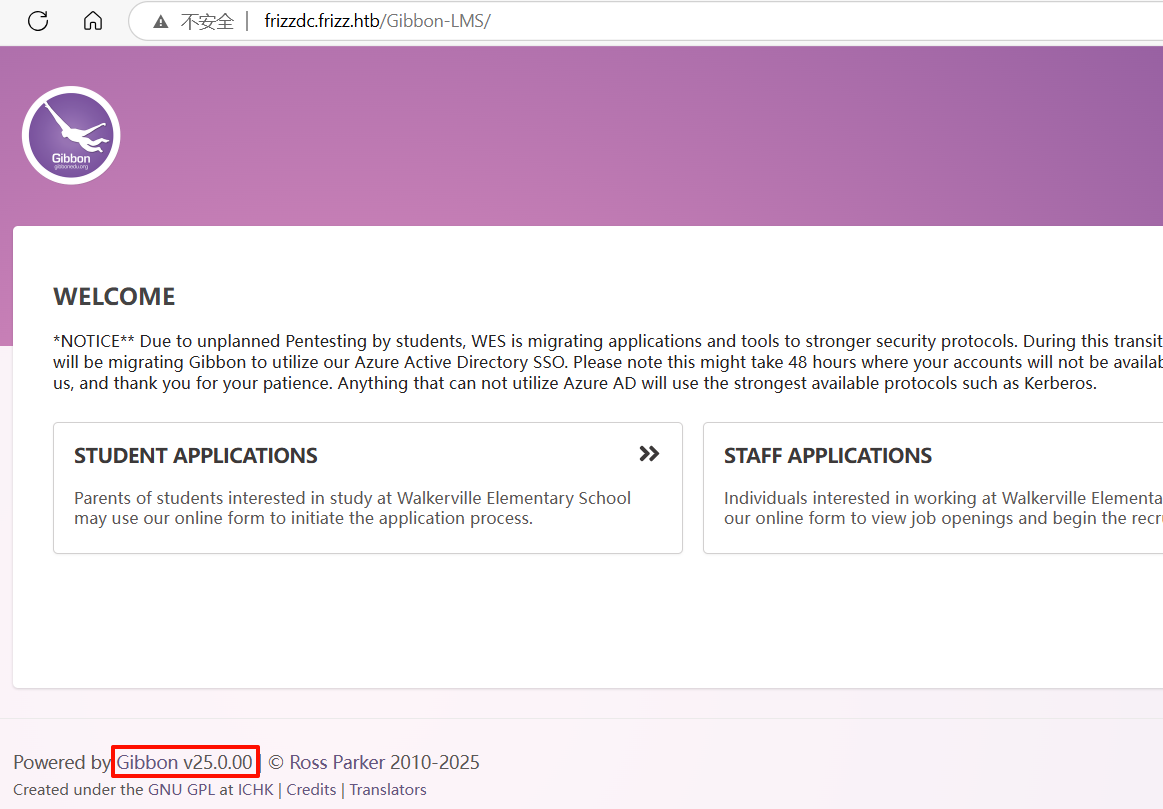 不安全 frizzdc.frizz.htb/Gibbon-LMS/
Gibbon
gibbonedu.org
WELCOME
*NOTICE** Due to unplanned Pentesting by students, WES is migrating applications and tools to stronger security protocols. During this transit
will be migrating Gibbon to utilize our Azure Active Directory SSO. Please note this might take 48 hours where your accounts will not be availab
us, and thank you for your patience. Anything that can not utilize Azure AD will use the strongest available protocols such as Kerberos.
STUDENT APPLICATIONS
Parents of students interested in study at Walkerville Elementary School
may use our online form to initiate the application process.
STAFF APPLICATIONS
Individuals interested in working at Walkerville Elementa
our online form to view job openings and begin the recru
Powered by Gibbon v25.0.00 | © Ross Parker 2010-2025
Created under the GNU GPL at ICHK | Credits | Translators